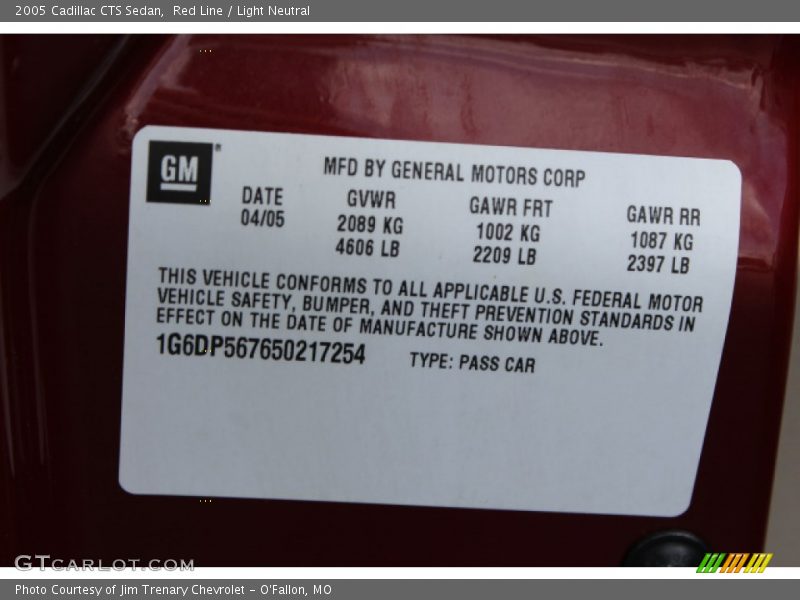 2005 Cadillac CTS Sedan, Red Line / Light Neutral
GM®
MFD BY GENERAL MOTORS CORP
DATE GVWR GAWR FRT GAWR RR
04/05 2089 KG 1002 KG 1087 KG
4606 LB 2209 LB 2397 LB
THIS VEHICLE CONFORMS TO ALL APPLICABLE U.S. FEDERAL MOTOR
VEHICLE SAFETY, BUMPER, AND THEFT PREVENTION STANDARDS IN
EFFECT ON THE DATE OF MANUFACTURE SHOWN ABOVE.
1G6DP567650217254 TYPE: PASS CAR
GTCARLOT.COM
Photo Courtesy of Jim Trenary Chevrolet - O'Fallon, MO